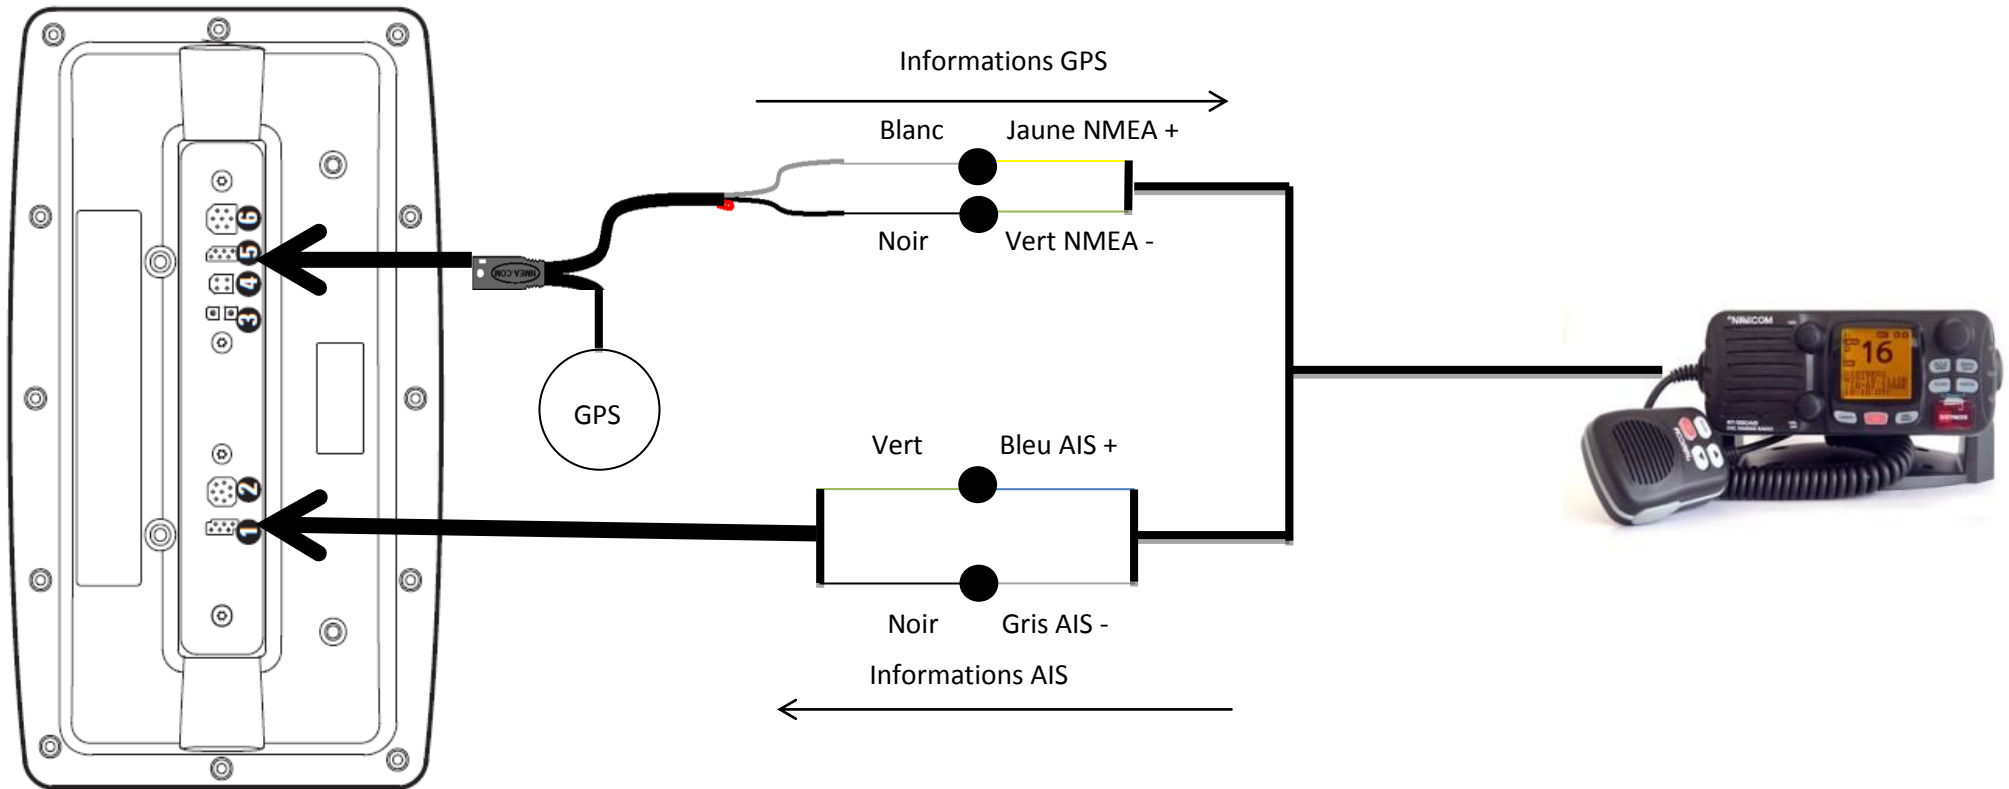 Informations GPS
Blanc
Jaune NMEA +
Noir
Vert NMEA -
6
5
4
3
2
1
NMEA-COM
GPS
NAVICOM
16
Vert
Bleu AIS +
Noir
Gris AIS -
Informations AIS